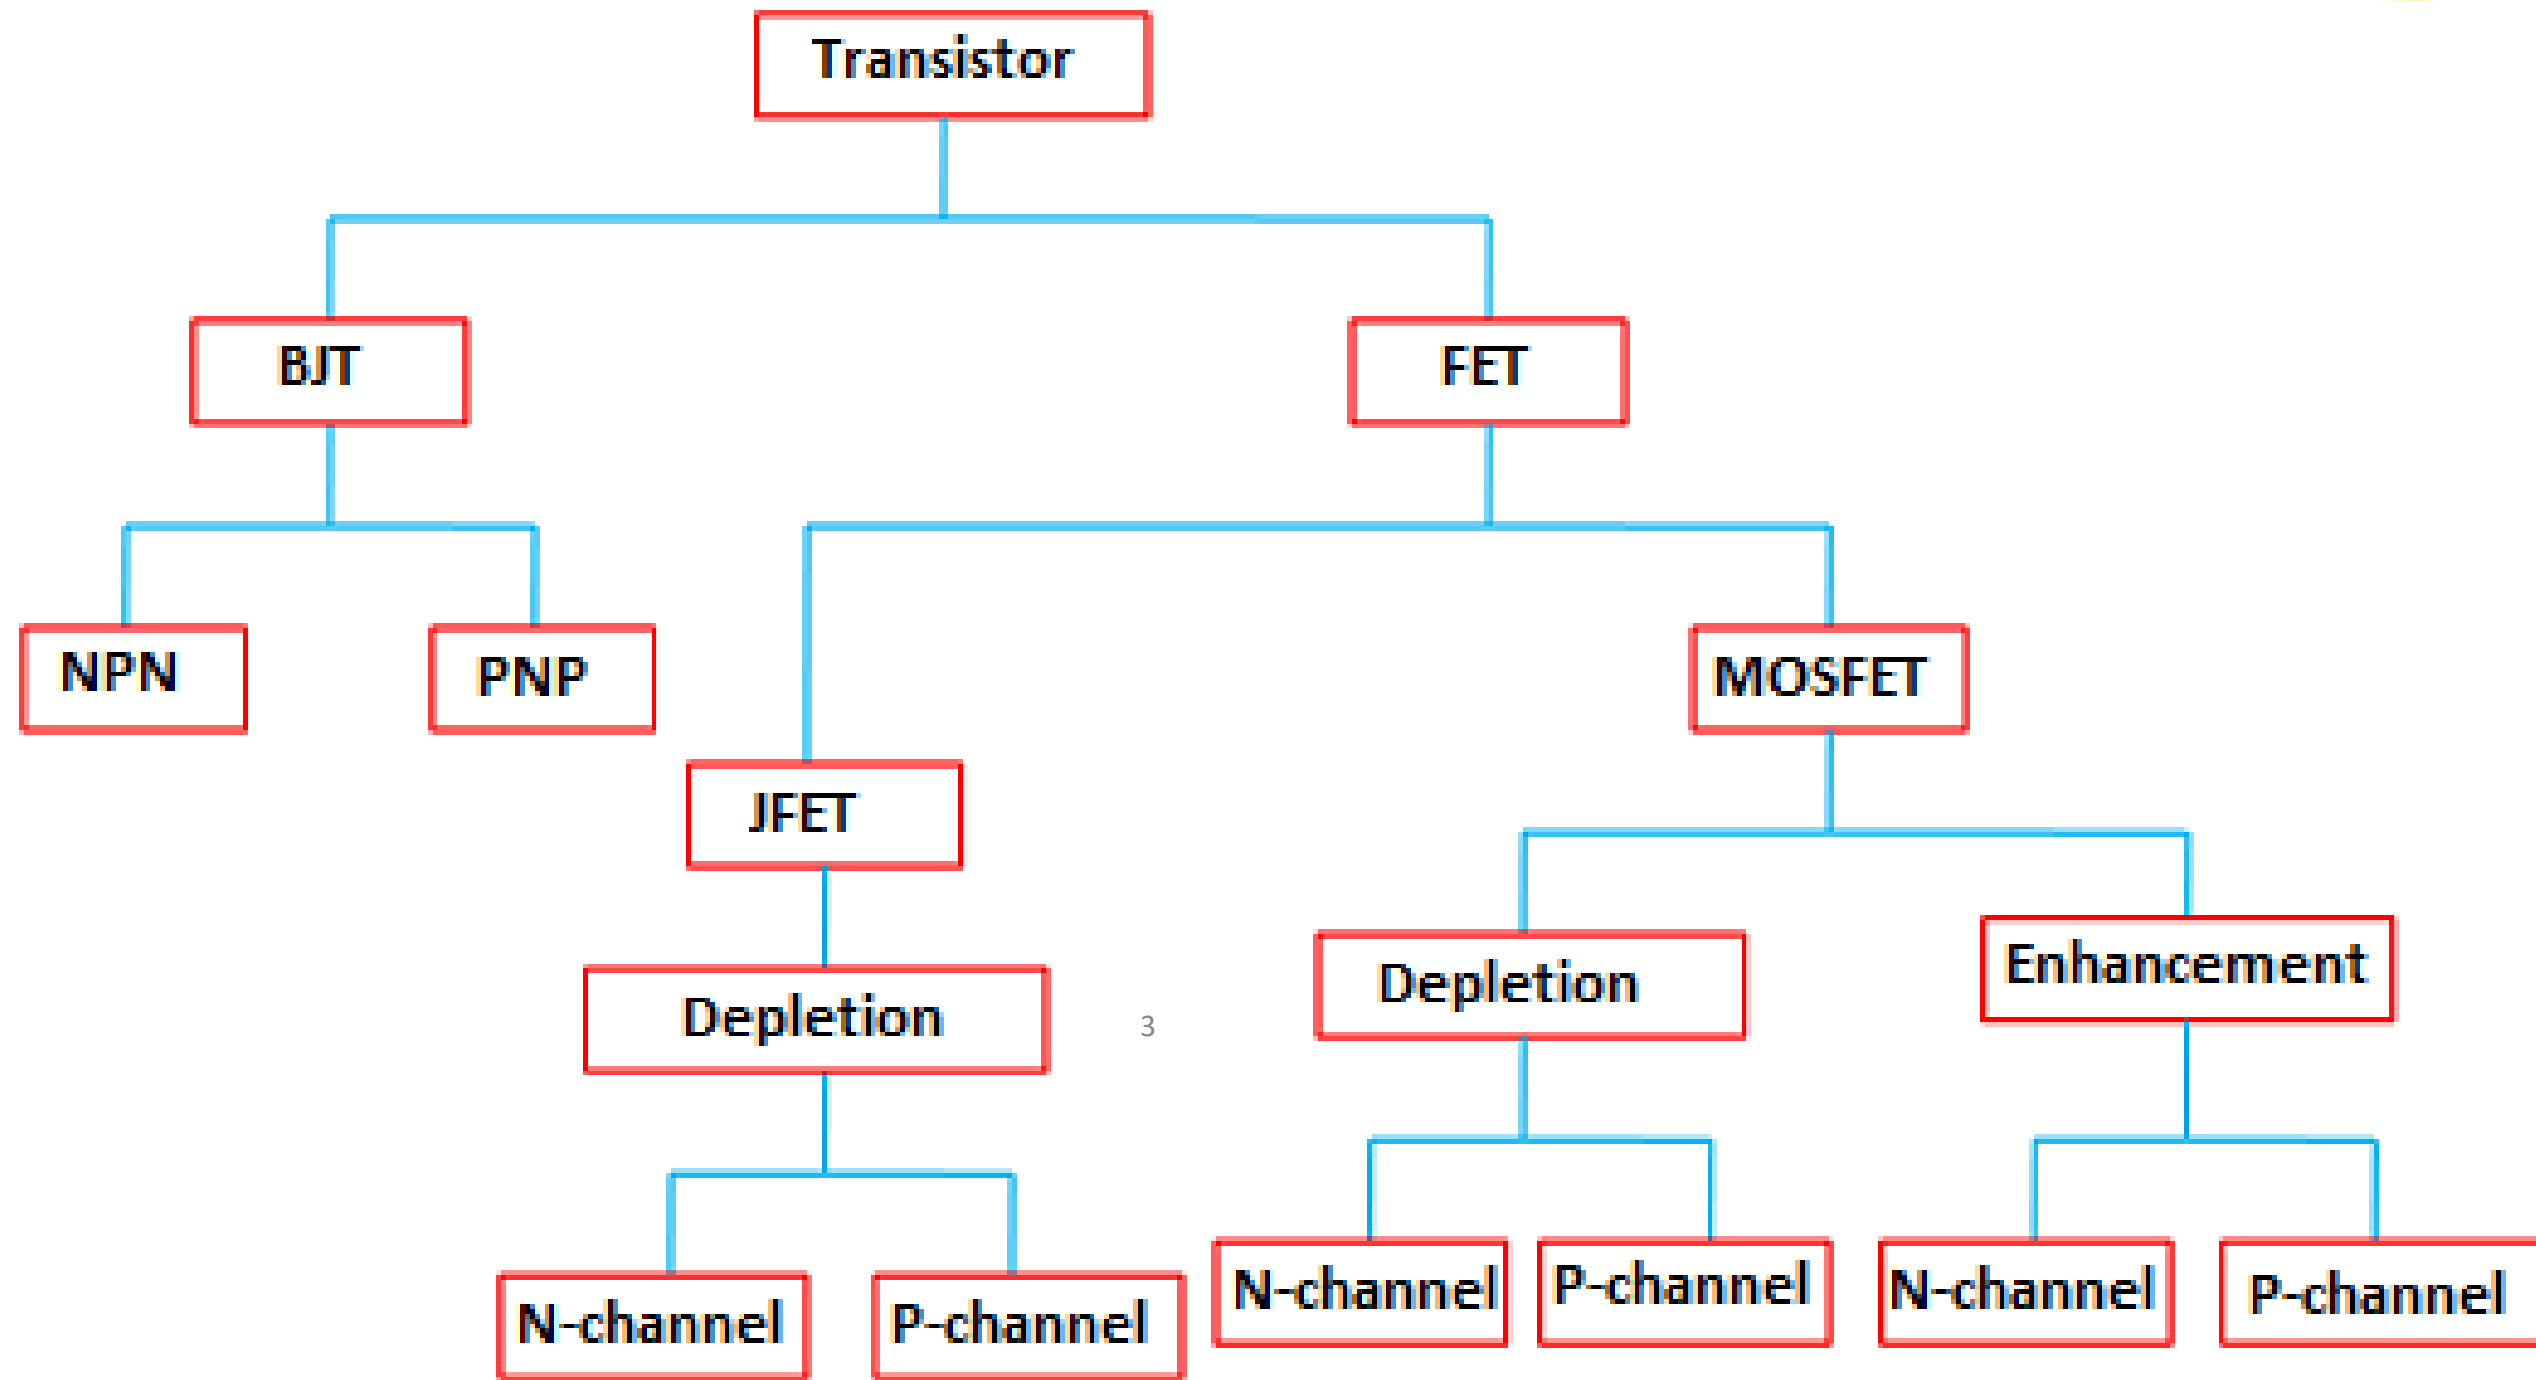 Transistor
BJT
FET
NPN
PNP
MOSFET
JFET
Enhancement
Depletion
Depletion
3
N-channel
P-channel
N-channel
P-channel
N-channel
P-channel